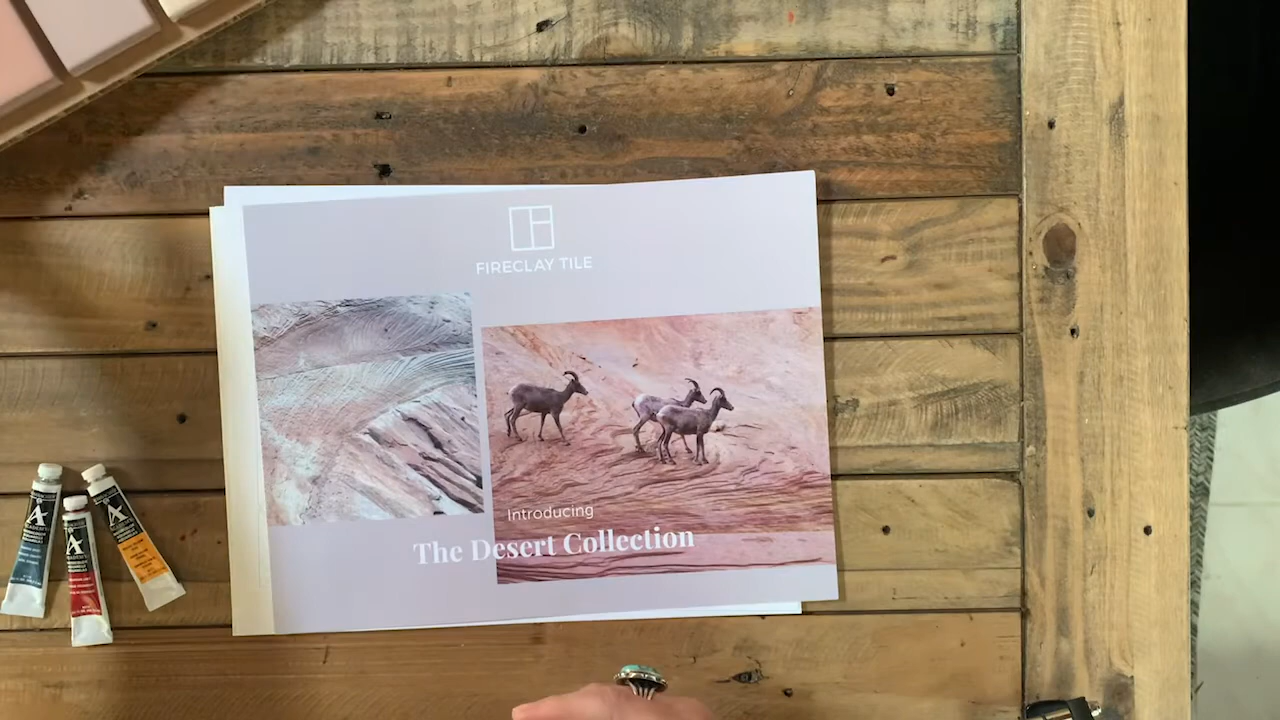 FIRECLAY TILE
Introducing
The Desert Collection
A
A
A